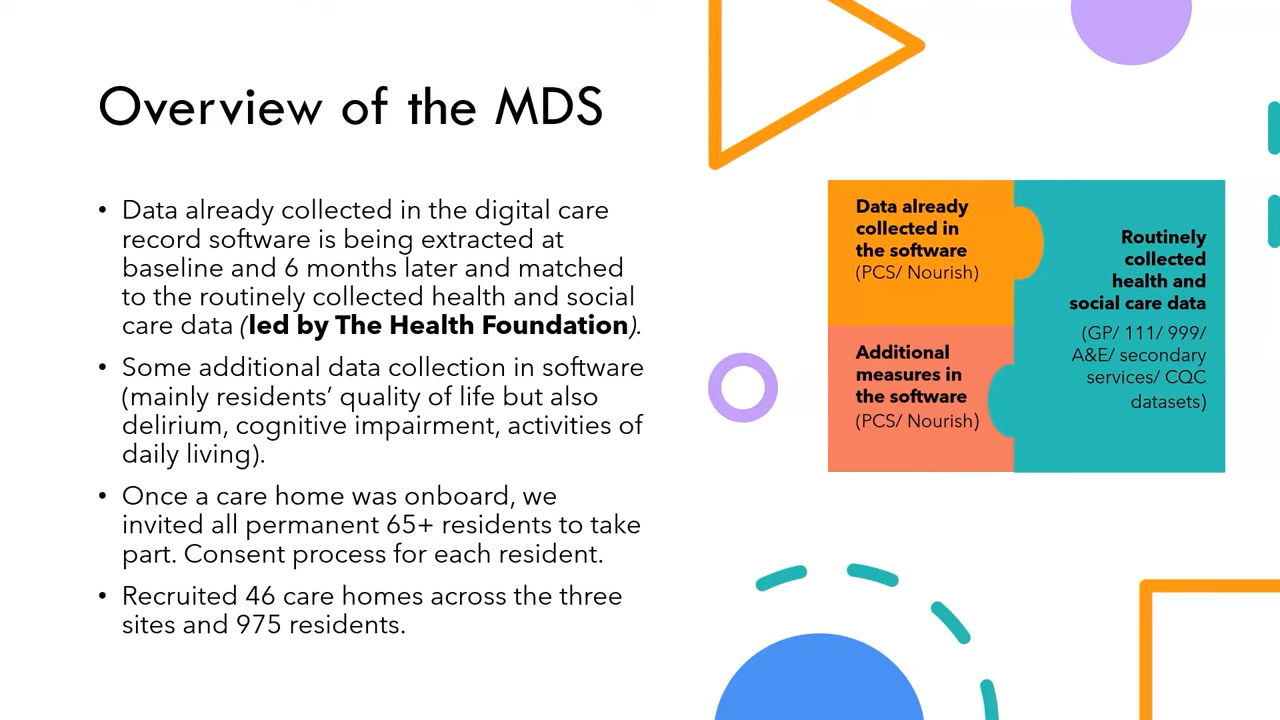 Overview of the MDS
• Data already collected in the digital care
record software is being extracted at
baseline and 6 months later and matched
to the routinely collected health and social
care data (led by The Health Foundation).
• Some additional data collection in software
(mainly residents’ quality of life but also
delirium, cognitive impairment, activities of
daily living).
• Once a care home was onboard, we
invited all permanent 65+ residents to take
part. Consent process for each resident.
• Recruited 46 care homes across the three
sites and 975 residents.
Data already
collected in
the software
(PCS/ Nourish)
Additional
measures in
the software
(PCS/ Nourish)
Routinely
collected
health and
social care data
(GP/ 111/ 999/
A&E/ secondary
services/ CQC
datasets)